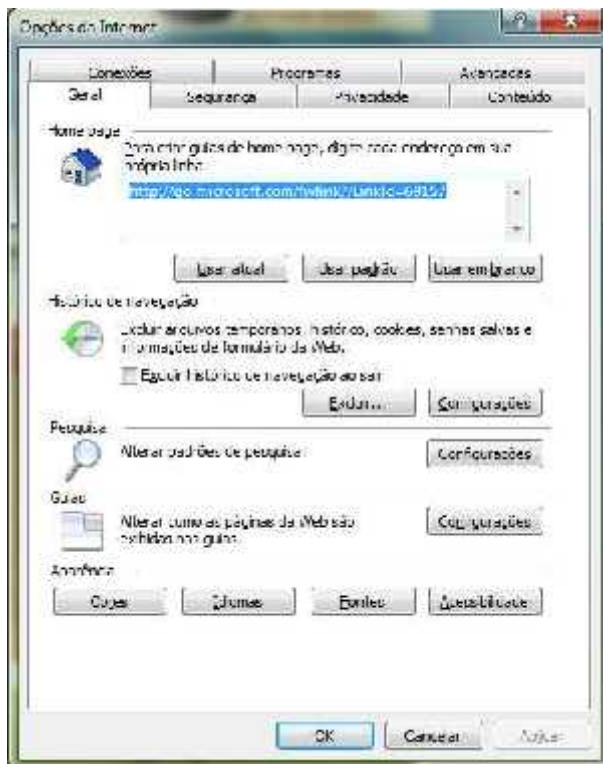 Opções da Internet
Conexões Programas Avançadas
Geral Segurança Privacidade Conteúdo
Home page
Para criar guias de home page, digite cada endereço em sua
própria linha.
http://go.microsoft.com/fwlink/?LinkId=69157
Usar atual Usar padrão Usar em branco
Histórico de navegação
Excluir arquivos temporários, histórico, cookies, senhas salvas e
informações de formulário da Web.
Excluir histórico de navegação ao sair
Excluir... Configurações
Pesquisa
Alterar padrões de pesquisa. Configurações
Guias
Alterar como as páginas da Web são Configurações
exibidas nas guias.
Aparência
Cores Idiomas Fontes Acessibilidade
OK Cancelar Aplicar